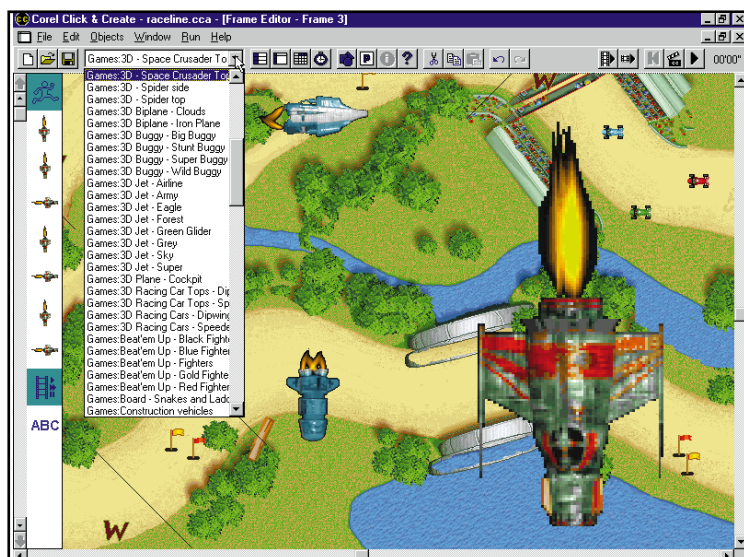 Corel Click & Create - raceline.cca - [Frame Editor - Frame 3]
File Edit Objects Window Run Help
Games:3D - Space Crusader To
00'00"
Games:3D - Space Crusader Top
Games:3D - Spider side
Games:3D - Spider top
Games:3D Biplane - Clouds
Games:3D Biplane - Iron Plane
Games:3D Buggy - Big Buggy
Games:3D Buggy - Stunt Buggy
Games:3D Buggy - Super Buggy
Games:3D Buggy - Wild Buggy
Games:3D Jet - Airline
Games:3D Jet - Army
Games:3D Jet - Eagle
Games:3D Jet - Forest
Games:3D Jet - Green Glider
Games:3D Jet - Grey
Games:3D Jet - Sky
Games:3D Jet - Super
Games:3D Plane - Cockpit
Games:3D Racing Car Tops - Dip
Games:3D Racing Car Tops - Sp
Games:3D Racing Cars - Dipwing
Games:3D Racing Cars - Speede
Games:Beat'em Up - Black Fighte
Games:Beat'em Up - Blue Fighter
Games:Beat'em Up - Fighters
Games:Beat'em Up - Gold Fighter
Games:Beat'em Up - Red Fighter
Games:Board - Snakes and Ladd
Games:Construction vehicles
ABC
W